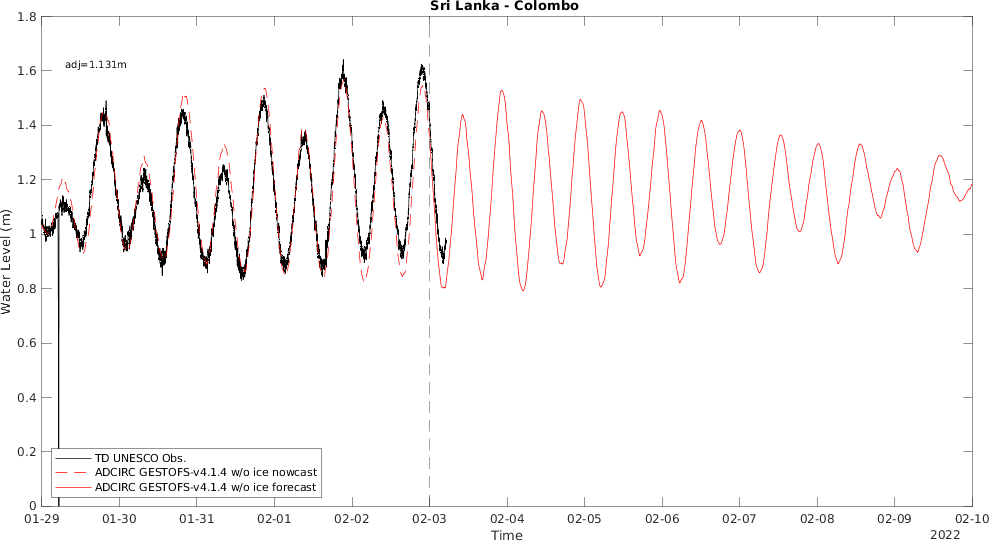 Sri Lanka - Colombo
adj=1.131m
Water Level (m)
1.8
1.6
1.4
1.2
1
0.8
0.6
0.4
0.2
0
TD UNESCO Obs.
ADCIRC GESTOFS-v4.1.4 w/o ice nowcast
ADCIRC GESTOFS-v4.1.4 w/o ice forecast
01-29 01-30 01-31 02-01 02-02 02-03 02-04 02-05 02-06 02-07 02-08 02-09 02-10
Time
2022